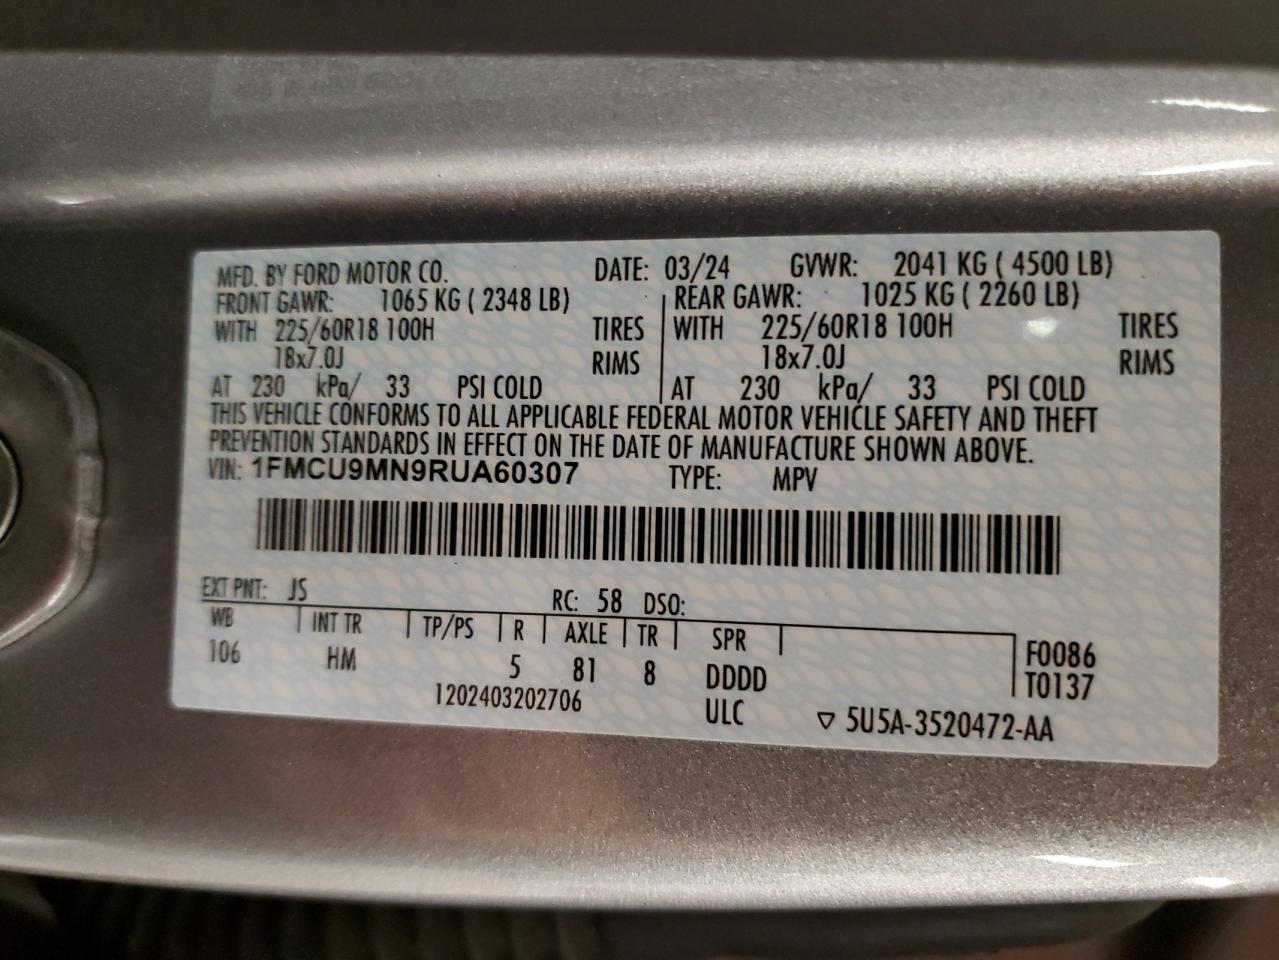 MFD. BY FORD MOTOR CO. DATE: 03/24 GVWR: 2041 KG ( 4500 LB)
FRONT GAWR: 1065 KG ( 2348 LB) REAR GAWR: 1025 KG ( 2260 LB)
WITH 225/60R18 100H TIRES WITH 225/60R18 100H TIRES
18x7.0J RIMS 18x7.0J RIMS
AT 230 kPa/ 33 PSI COLD AT 230 kPa/ 33 PSI COLD
THIS VEHICLE CONFORMS TO ALL APPLICABLE FEDERAL MOTOR VEHICLE SAFETY AND THEFT
PREVENTION STANDARDS IN EFFECT ON THE DATE OF MANUFACTURE SHOWN ABOVE.
VIN: 1FMCU9MN9RUA60307 TYPE: MPV
EXT PNT: JS RC: 58 DSO:
WB INT TR TP/PS R AXLE TR SPR F0086
106 HM 5 81 8 DDDD T0137
1202403202706 ULC ▽ 5U5A-3520472-AA